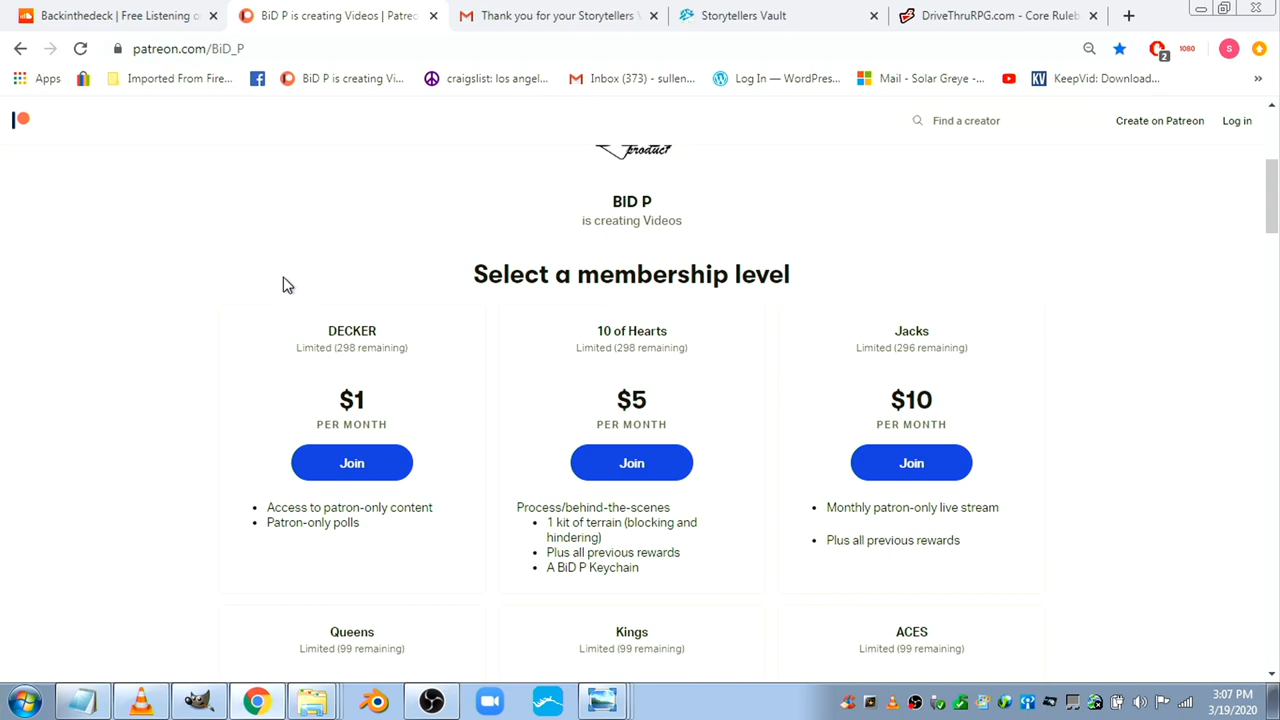 Backinthedeck | Free Listening o
BiD P is creating Videos | Patrec
Thank you for your Storytellers V
Storytellers Vault
DriveThruRPG.com - Core Ruleb
patreon.com/BiD_P
2
1080
S
Apps
Imported From Fire...
BiD P is creating Vi...
craigslist: los angel...
Inbox (373) - sullen...
Log In — WordPress...
Mail - Solar Greye -...
KeepVid: Download...
»
Find a creator
Create on Patreon
Log in
product
BID P
is creating Videos
Select a membership level
DECKER
Limited (298 remaining)
$1
PER MONTH
Join
• Access to patron-only content
• Patron-only polls
10 of Hearts
Limited (298 remaining)
$5
PER MONTH
Join
Process/behind-the-scenes
• 1 kit of terrain (blocking and
hindering)
• Plus all previous rewards
• A BiD P Keychain
Jacks
Limited (296 remaining)
$10
PER MONTH
Join
• Monthly patron-only live stream
• Plus all previous rewards
Queens
Limited (99 remaining)
Kings
Limited (99 remaining)
ACES
Limited (99 remaining)
3:07 PM
3/19/2020